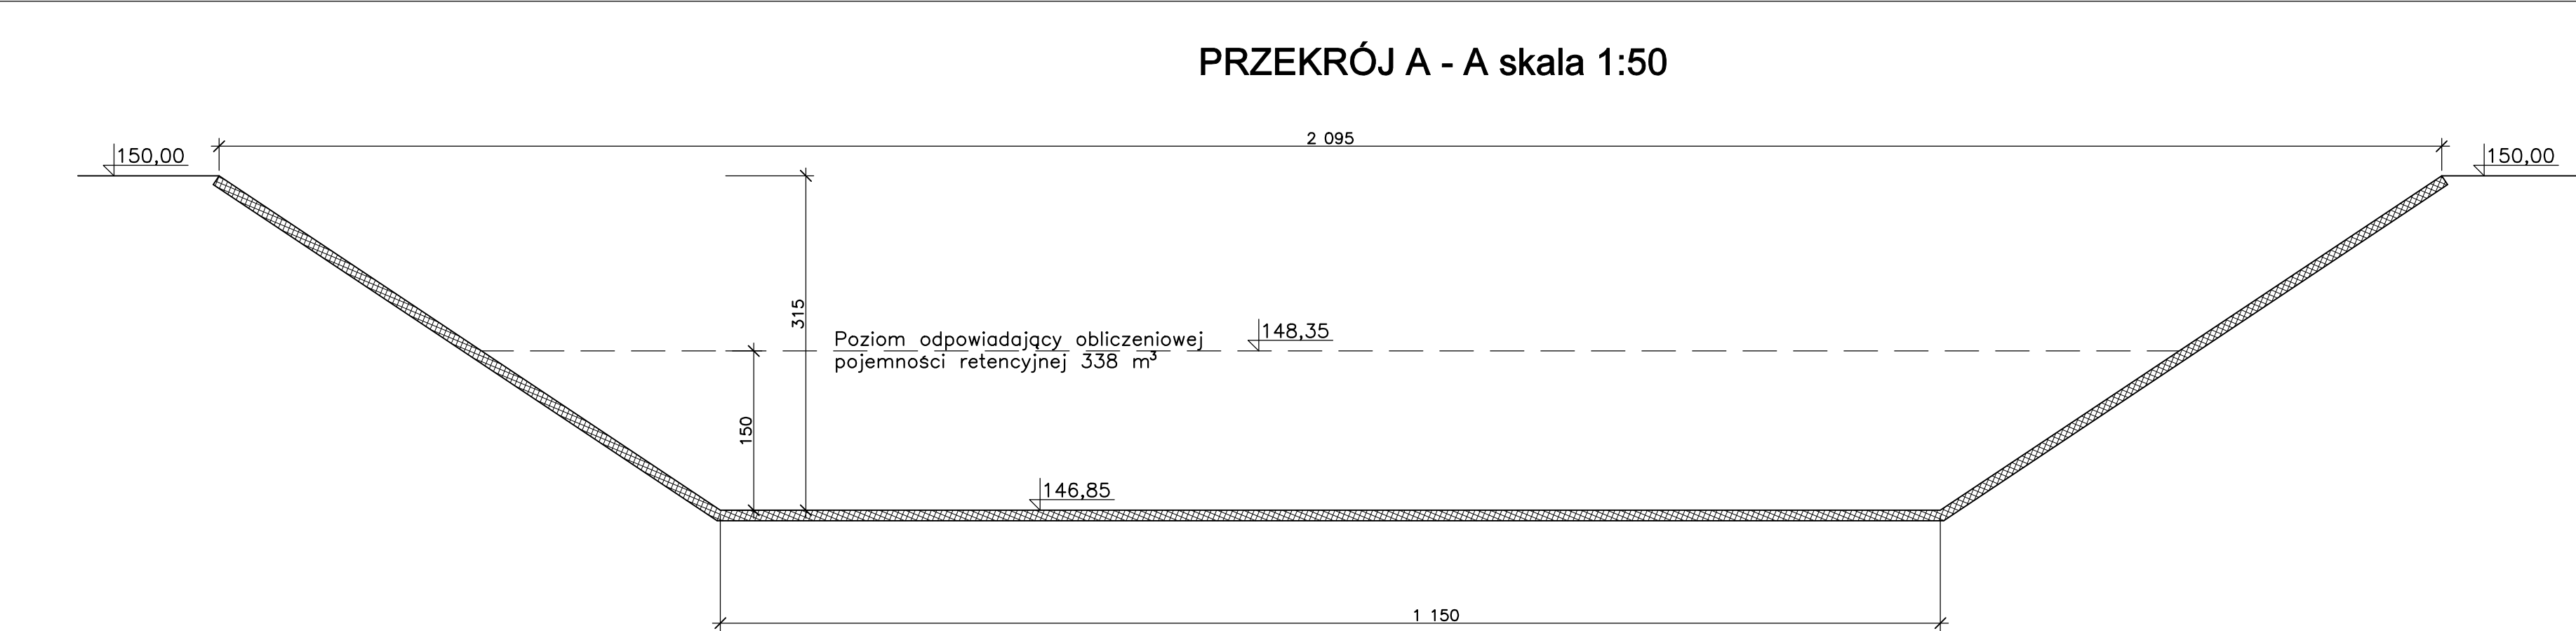 PRZEKRÓJ A - A skala 1:50
2 095
150,00
150,00
315
Poziom odpowiadający obliczeniowej
pojemności retencyjnej 338 m³
148,35
150
146,85
1 150